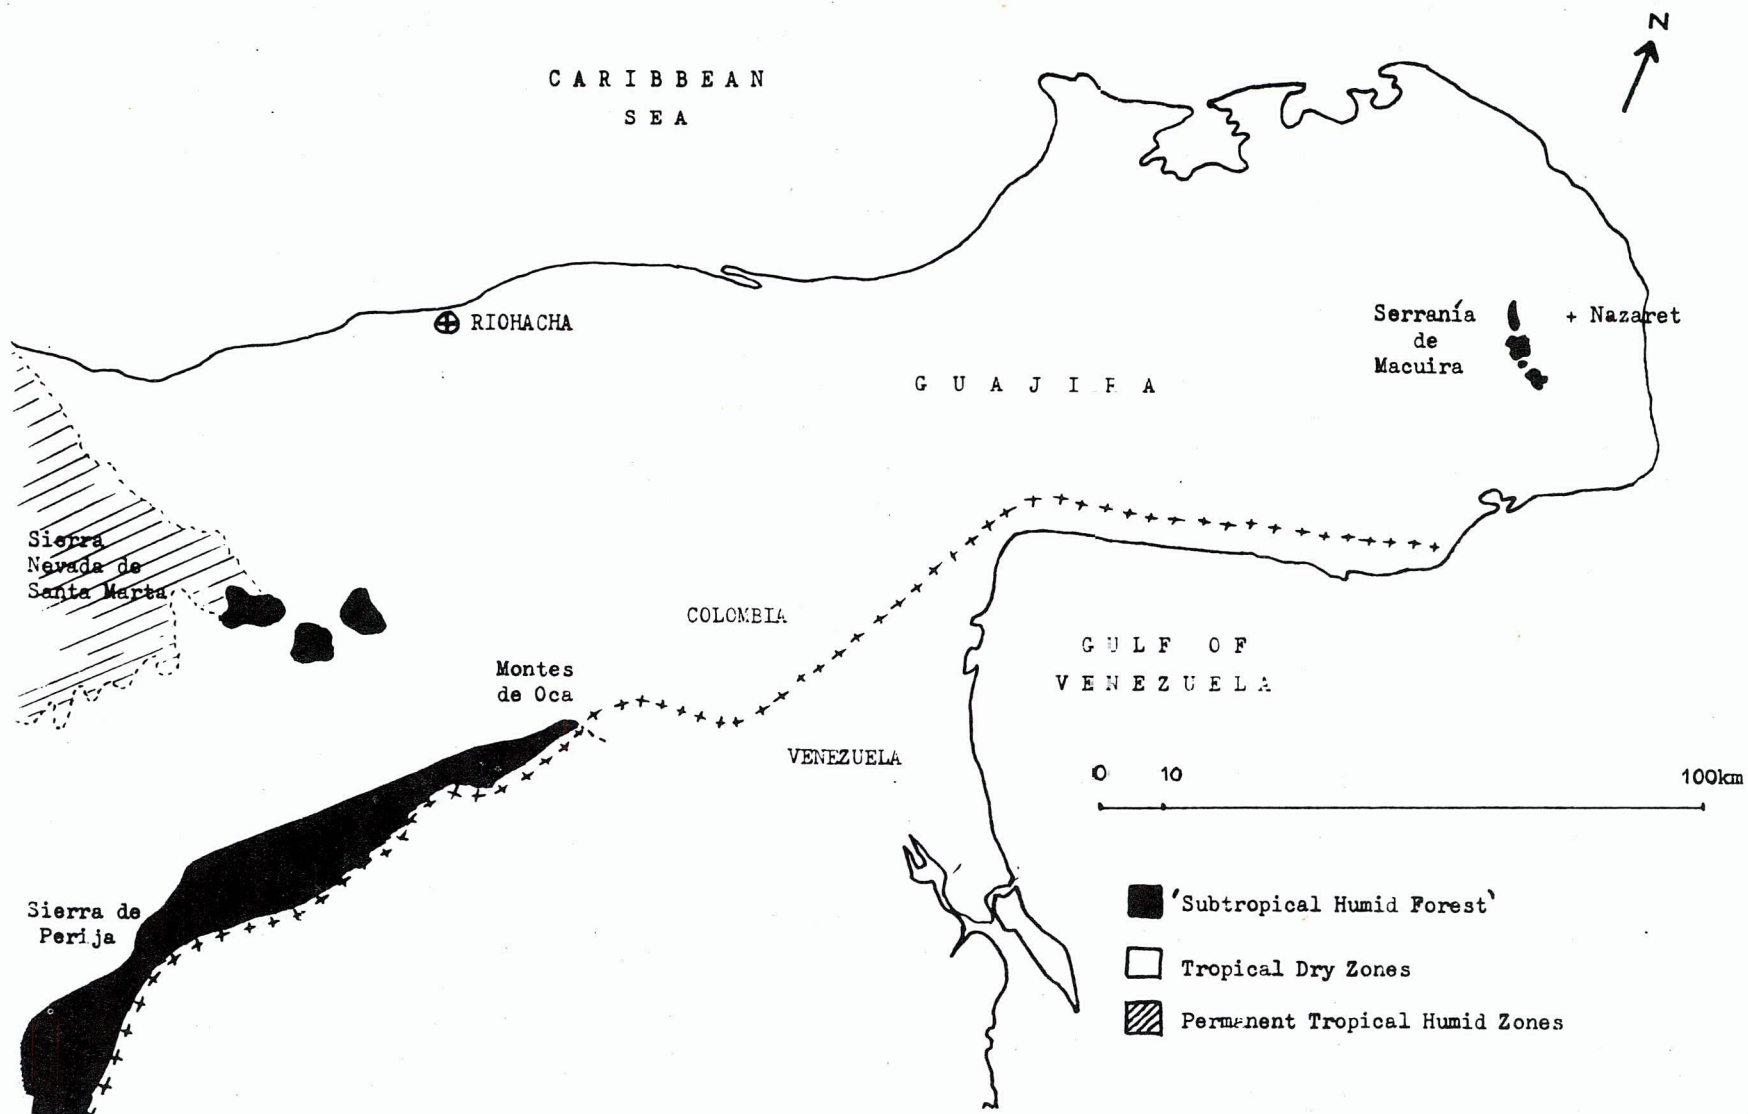 N
CARIBBEAN
SEA
RIOHACHA
Serranía
de
Macuira
+ Nazaret
GUAJIRA
Sierra
Nevada de
Santa Marta
COLOMBIA
Montes
de Oca
GULF OF
VENEZUELA
VENEZUELA
0 10 100km
Sierra de
Perija
'Subtropical Humid Forest'
Tropical Dry Zones
Permanent Tropical Humid Zones